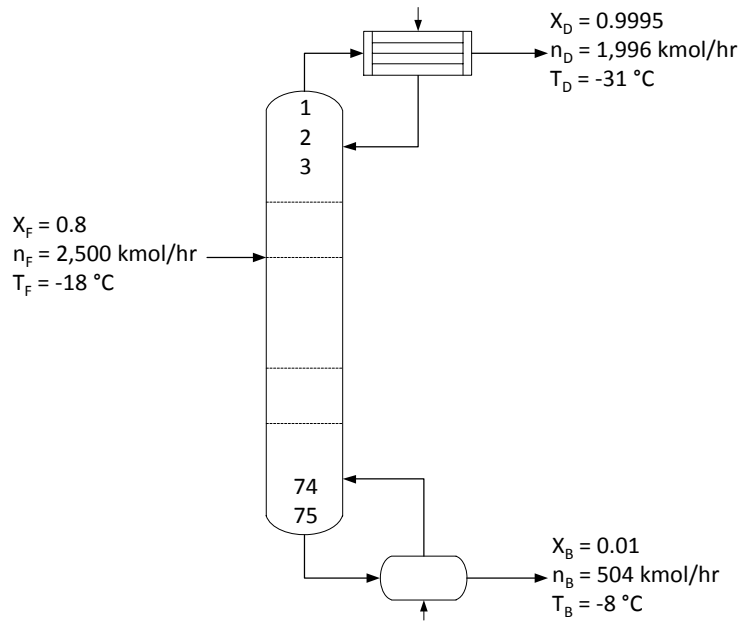 X_D = 0.9995
n_D = 1,996 kmol/hr
T_D = -31 °C
1
2
3
X_F = 0.8
n_F = 2,500 kmol/hr
T_F = -18 °C
74
75
X_B = 0.01
n_B = 504 kmol/hr
T_B = -8 °C